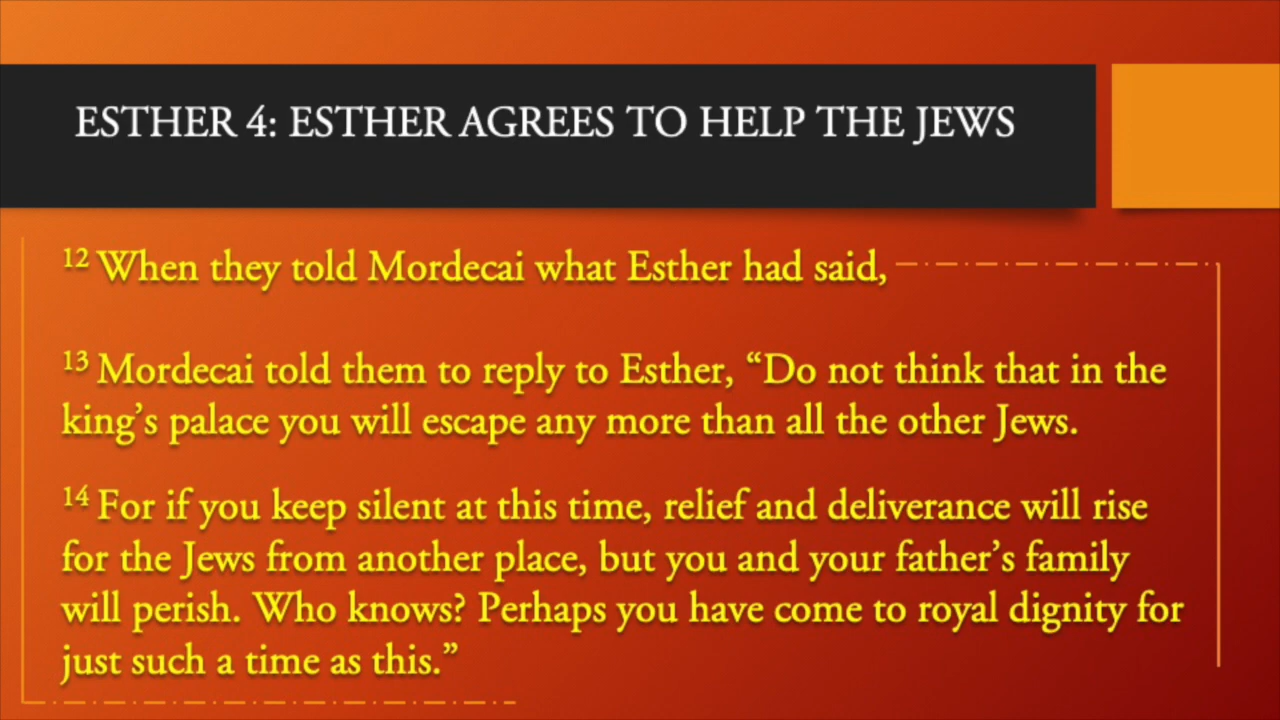 ESTHER 4: ESTHER AGREES TO HELP THE JEWS
12 When they told Mordecai what Esther had said,
13 Mordecai told them to reply to Esther, “Do not think that in the
king’s palace you will escape any more than all the other Jews.
14 For if you keep silent at this time, relief and deliverance will rise
for the Jews from another place, but you and your father’s family
will perish. Who knows? Perhaps you have come to royal dignity for
just such a time as this.”